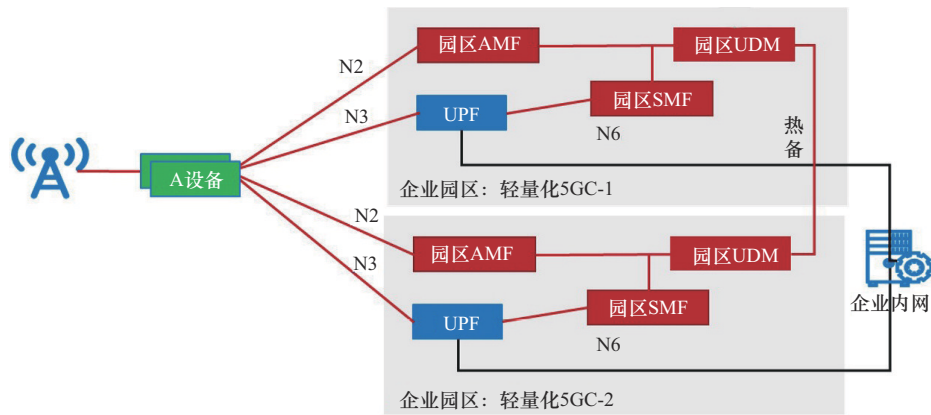 园区AMF
园区UDM
N2
N3
UPF
园区SMF
N6
热
备
A设备
企业园区：轻量化5GC-1
N2
N3
园区AMF
园区UDM
UPF
园区SMF
N6
企业内网
企业园区：轻量化5GC-2